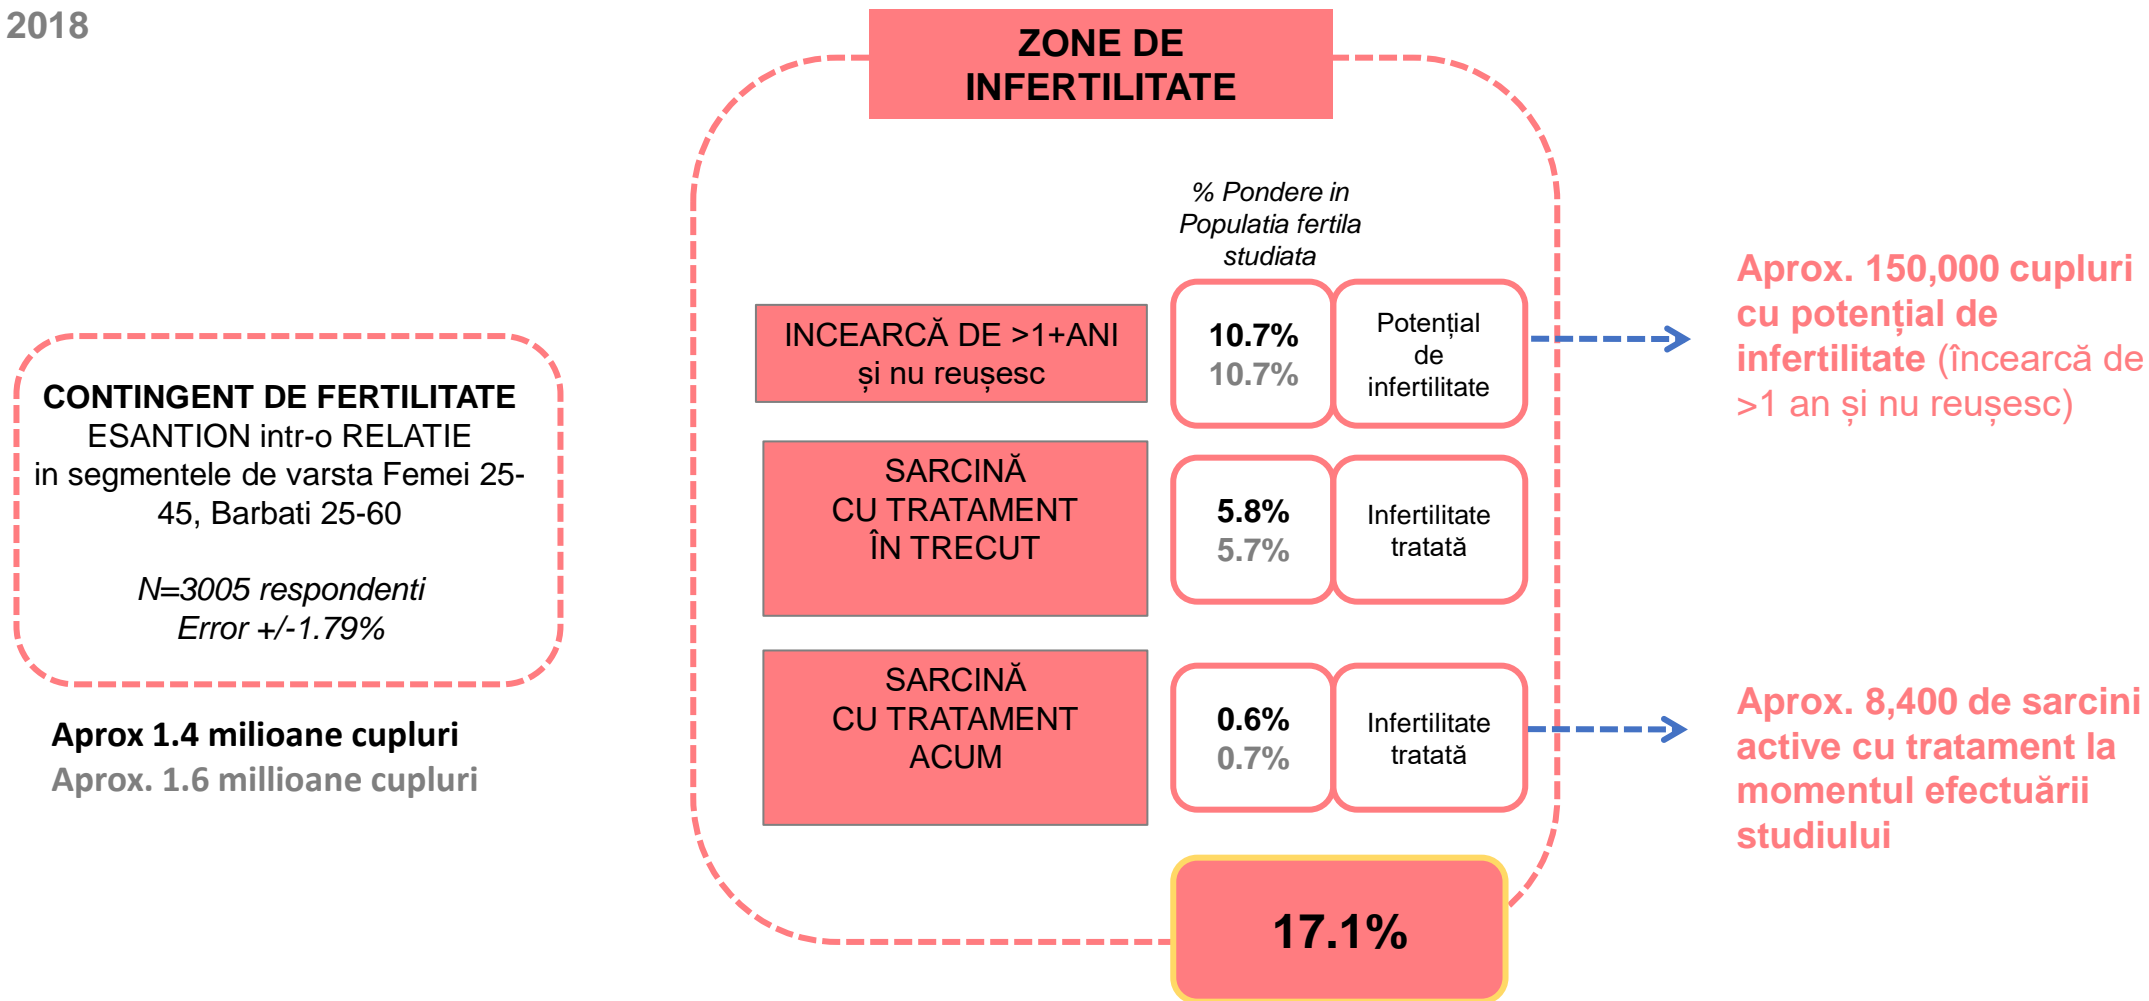 2018
ZONE DE
INFERTILITATE
% Pondere in
Populatia fertila
studiata
CONTINGENT DE FERTILITATE
ESANTION intr-o RELATIE
in segmentele de varsta Femei 25-
45, Barbati 25-60
N=3005 respondenti
Error +/-1.79%
Aprox 1.4 milioane cupluri
Aprox. 1.6 millioane cupluri
INCEARCĂ DE >1+ANI
și nu reușesc
10.7%
10.7%
Potențial
de
infertilitate
Aprox. 150,000 cupluri
cu potențial de
infertilitate (încearcă de
>1 an și nu reușesc)
SARCINĂ
CU TRATAMENT
ÎN TRECUT
5.8%
5.7%
Infertilitate
tratată
SARCINĂ
CU TRATAMENT
ACUM
0.6%
0.7%
Infertilitate
tratată
Aprox. 8,400 de sarcini
active cu tratament la
momentul efectuării
studiului
17.1%